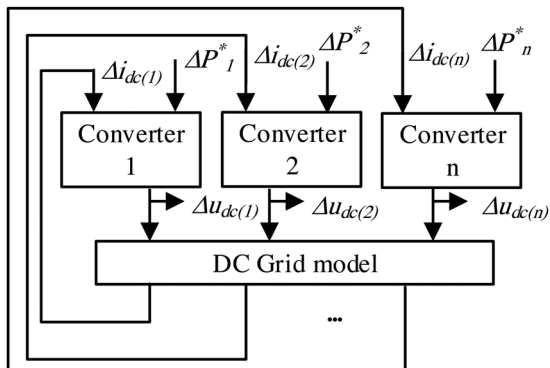 Δi_dc(1) ΔP*_1 Δi_dc(2) ΔP*_2 Δi_dc(n) ΔP*_n
Converter 1
Converter 2
Converter n
Δu_dc(1) Δu_dc(2) Δu_dc(n)
DC Grid model
...